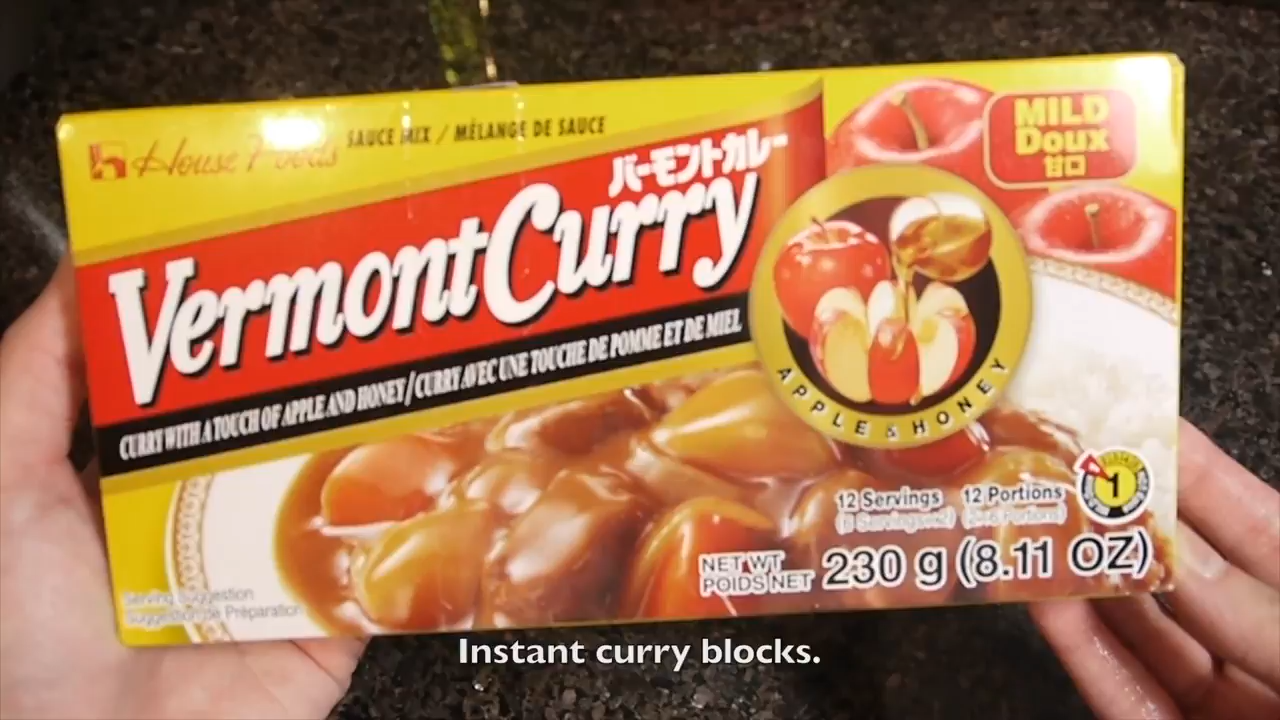 House Foods
SAUCE MIX / MÉLANGE DE SAUCE
MILD
Doux
甘口
バーモントカレー
Vermont Curry
CURRY WITH A TOUCH OF APPLE AND HONEY / CURRY AVEC UNE TOUCHE DE POMME ET DE MIEL
APPLE & HONEY
1
12 Servings 12 Portions
NET WT
POIDS NET 230 g (8.11 OZ)
Serving Suggestion
Suggestion de Préparation
Instant curry blocks.